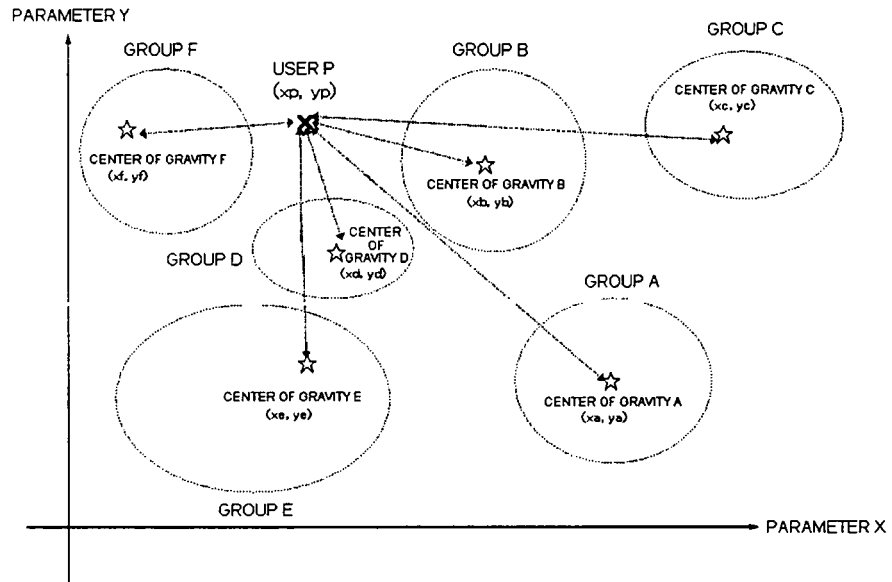 PARAMETER Y
GROUP F
USER P
(xp, yp)
GROUP B
GROUP C
CENTER OF GRAVITY C
(xc, yc)
CENTER OF GRAVITY F
(xf, yf)
CENTER OF GRAVITY B
(xb, yb)
GROUP D
CENTER
OF
GRAVITY D
(xd, yd)
GROUP A
CENTER OF GRAVITY E
(xe, ye)
CENTER OF GRAVITY A
(xa, ya)
GROUP E
PARAMETER X